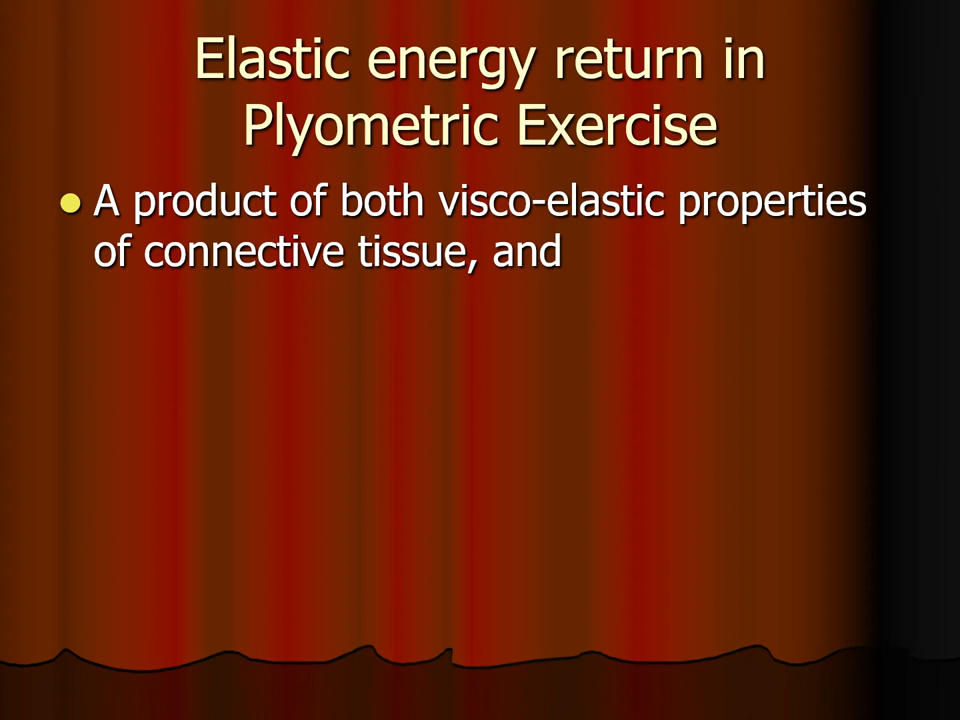 Elastic energy return in
Plyometric Exercise
● A product of both visco-elastic properties
of connective tissue, and